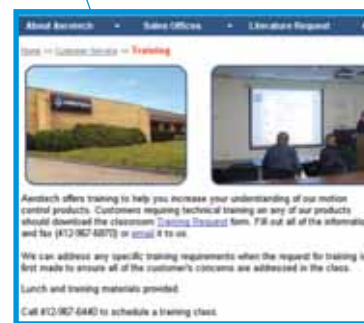 About Aerotech • Sales Offices • Literature Request
Home >> Customer Service >> Training
Aerotech offers training to help you increase your understanding of our motion
control products. Customers requiring technical training on any of our products
should download the classroom Training Request form. Fill out all of the informatio
and fax (412-967-6870) or email it to us.
We can address any specific training requirements when the request for training is
first made to ensure all of the customer's concerns are addressed in the class.
Lunch and training materials provided.
Call 412-967-6440 to schedule a training class.